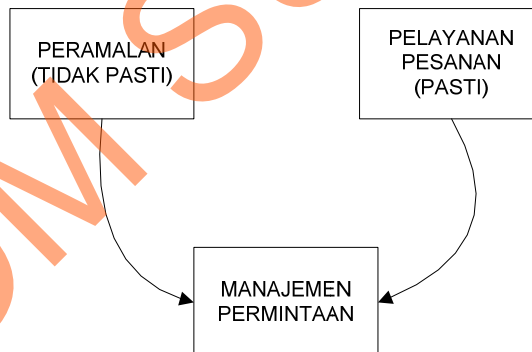 PERAMALAN
(TIDAK PASTI)
PELAYANAN
PESANAN
(PASTI)
MANAJEMEN
PERMINTAAN